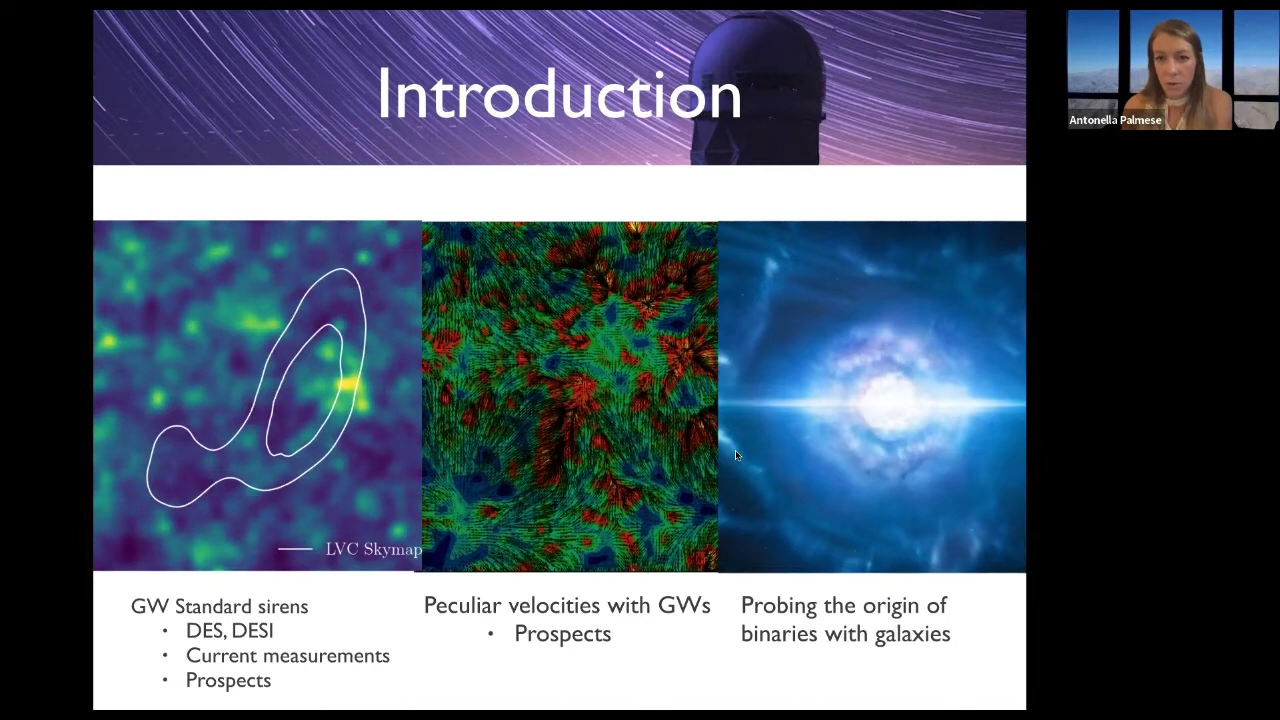 Introduction
Antonella Palmese
LVC Skymap
GW Standard sirens
• DES, DESI
• Current measurements
• Prospects
Peculiar velocities with GWs
• Prospects
Probing the origin of
binaries with galaxies